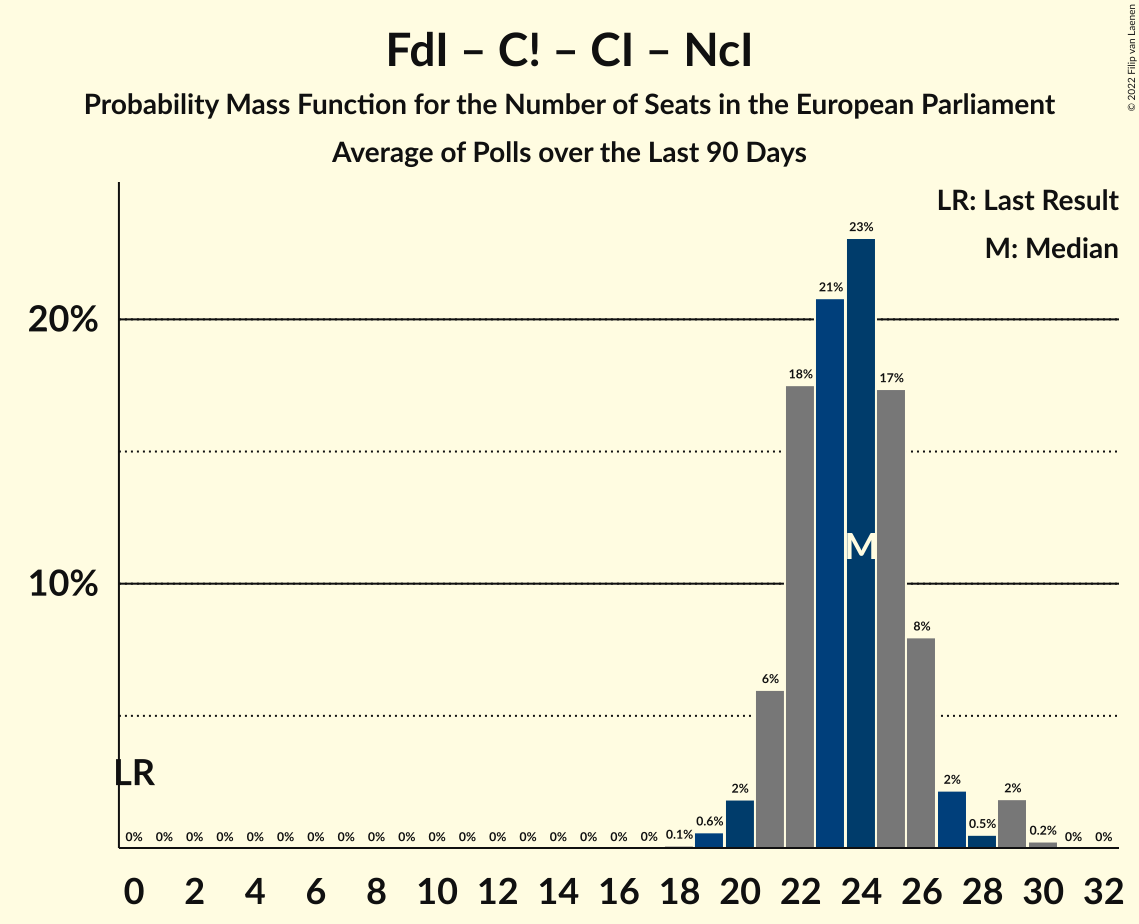 FdI – C! – CI – NcI
Probability Mass Function for the Number of Seats in the European Parliament
Average of Polls over the Last 90 Days
© 2022 Filip van Laenen
LR: Last Result
M: Median
20%
10%
LR
M
0% 0% 0% 0% 0% 0% 0% 0% 0% 0% 0% 0% 0% 0% 0% 0% 0% 0% 0.1% 0.6% 2% 6% 18% 21% 23% 17% 8% 2% 0.5% 2% 0.2% 0% 0%
0 2 4 6 8 10 12 14 16 18 20 22 24 26 28 30 32